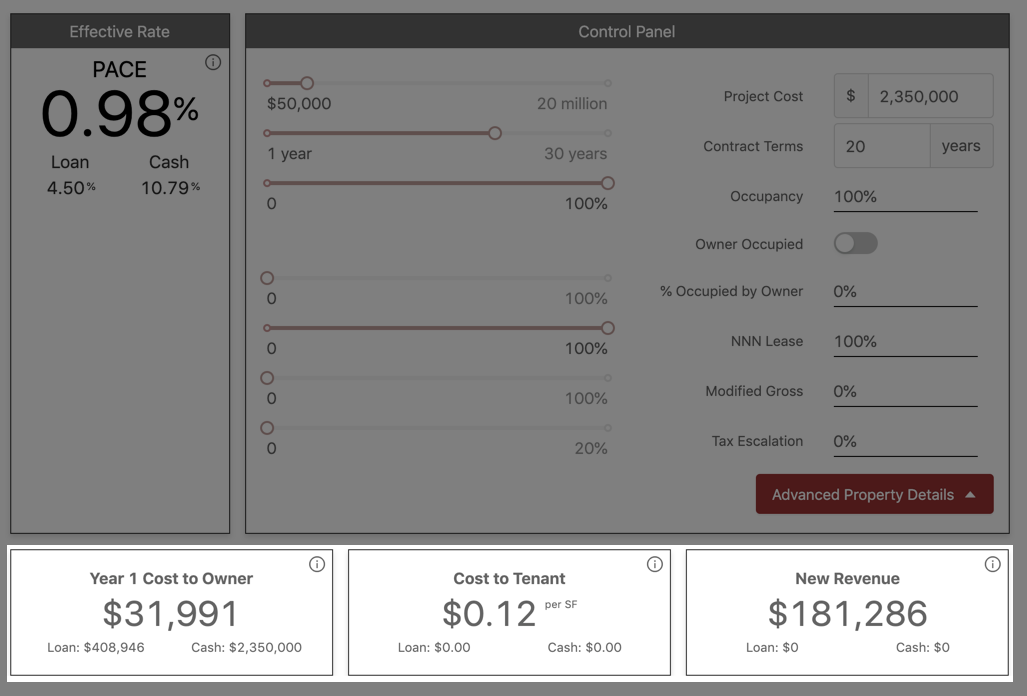 Effective Rate
PACE
0.98%
Loan Cash
4.50% 10.79%
Control Panel
$50,000 20 million
1 year 30 years
0 100%
0 100%
0 100%
0 100%
0 20%
Project Cost $ 2,350,000
Contract Terms 20 years
Occupancy 100%
Owner Occupied
% Occupied by Owner 0%
NNN Lease 100%
Modified Gross 0%
Tax Escalation 0%
Advanced Property Details
Year 1 Cost to Owner
$31,991
Loan: $408,946 Cash: $2,350,000
Cost to Tenant
$0.12 per SF
Loan: $0.00 Cash: $0.00
New Revenue
$181,286
Loan: $0 Cash: $0